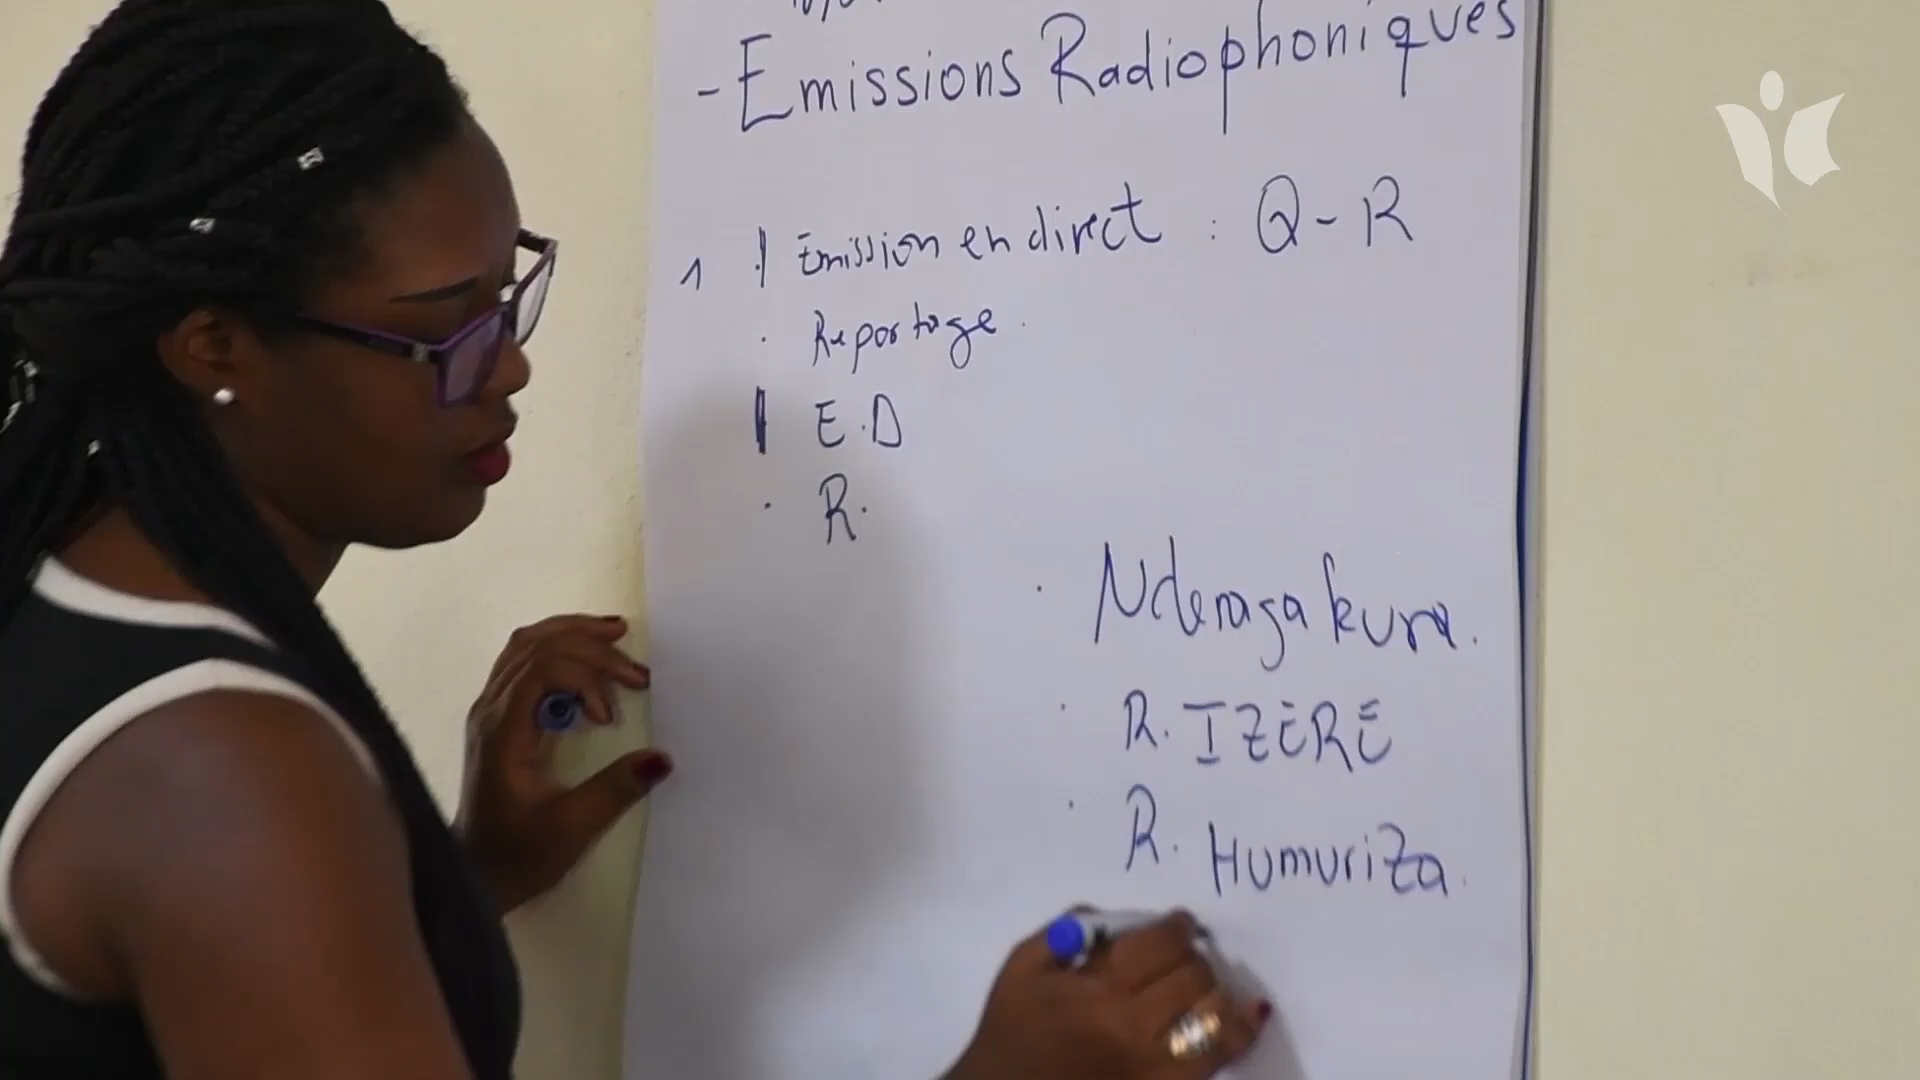 - Emissions Radiophoniques
1 Emission en direct : Q - R
. Reportage.
E.D
. R.
. Nderagakura.
. R. IZERE
. R. Humuriza.